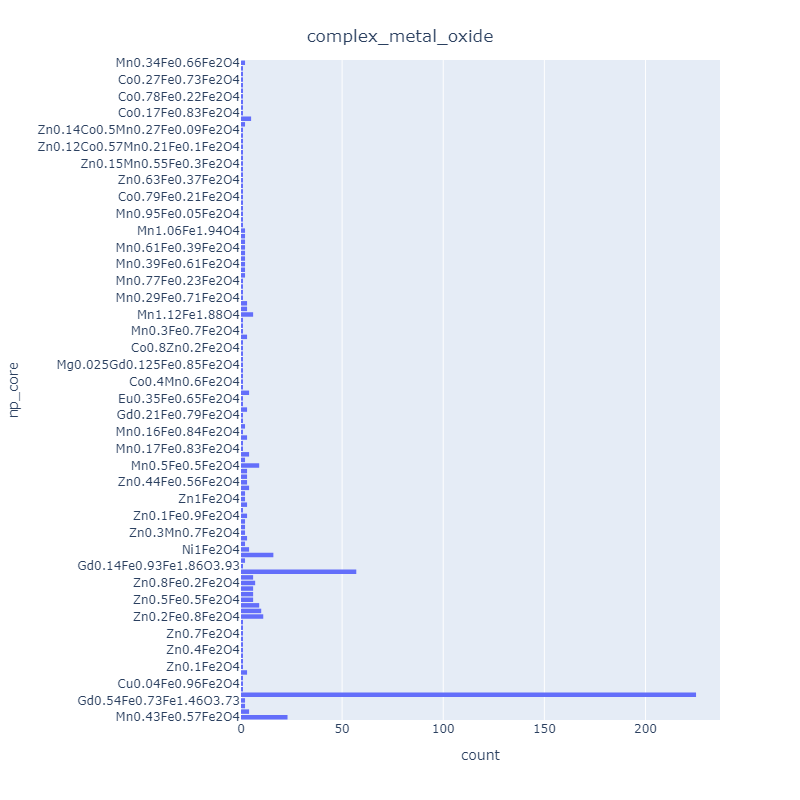 complex_metal_oxide
Mn0.34Fe0.66Fe2O4
Co0.27Fe0.73Fe2O4
Co0.78Fe0.22Fe2O4
Co0.17Fe0.83Fe2O4
Zn0.14Co0.5Mn0.27Fe0.09Fe2O4
Zn0.12Co0.57Mn0.21Fe0.1Fe2O4
Zn0.15Mn0.55Fe0.3Fe2O4
Zn0.63Fe0.37Fe2O4
Co0.79Fe0.21Fe2O4
Mn0.95Fe0.05Fe2O4
Mn1.06Fe1.94O4
Mn0.61Fe0.39Fe2O4
Mn0.39Fe0.61Fe2O4
Mn0.77Fe0.23Fe2O4
Mn0.29Fe0.71Fe2O4
Mn1.12Fe1.88O4
Mn0.3Fe0.7Fe2O4
Co0.8Zn0.2Fe2O4
Mg0.025Gd0.125Fe0.85Fe2O4
Co0.4Mn0.6Fe2O4
Eu0.35Fe0.65Fe2O4
Gd0.21Fe0.79Fe2O4
Mn0.16Fe0.84Fe2O4
Mn0.17Fe0.83Fe2O4
Mn0.5Fe0.5Fe2O4
Zn0.44Fe0.56Fe2O4
Zn1Fe2O4
Zn0.1Fe0.9Fe2O4
Zn0.3Mn0.7Fe2O4
Ni1Fe2O4
Gd0.14Fe0.93Fe1.86O3.93
Zn0.8Fe0.2Fe2O4
Zn0.5Fe0.5Fe2O4
Zn0.2Fe0.8Fe2O4
Zn0.7Fe2O4
Zn0.4Fe2O4
Zn0.1Fe2O4
Cu0.04Fe0.96Fe2O4
Gd0.54Fe0.73Fe1.46O3.73
Mn0.43Fe0.57Fe2O4
np_core
0 50 100 150 200
count